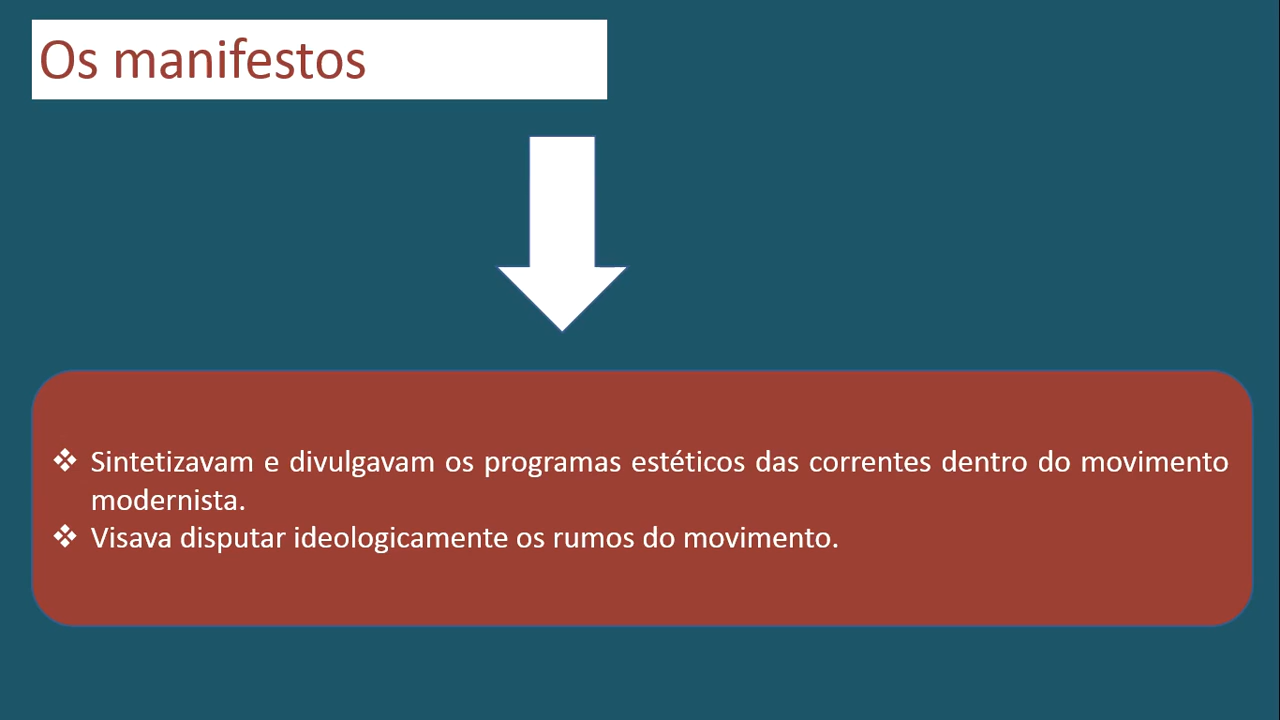 Os manifestos
❖ Sintetizavam e divulgavam os programas estéticos das correntes dentro do movimento
modernista.
❖ Visava disputar ideologicamente os rumos do movimento.